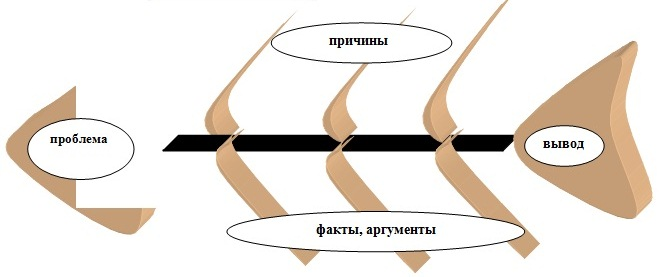 причины
проблема
вывод
факты, аргументы